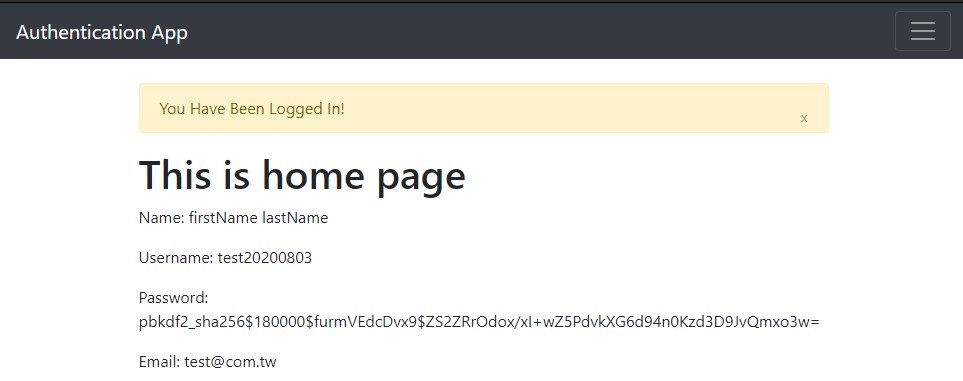 Authentication App
You Have Been Logged In!
x
This is home page
Name: firstName lastName
Username: test20200803
Password:
pbkdf2_sha256$180000$furmVEdcDvx9$ZS2ZRrOdox/xI+wZ5PdvkXG6d94n0Kzd3D9JvQmxo3w=
Email: test@com.tw